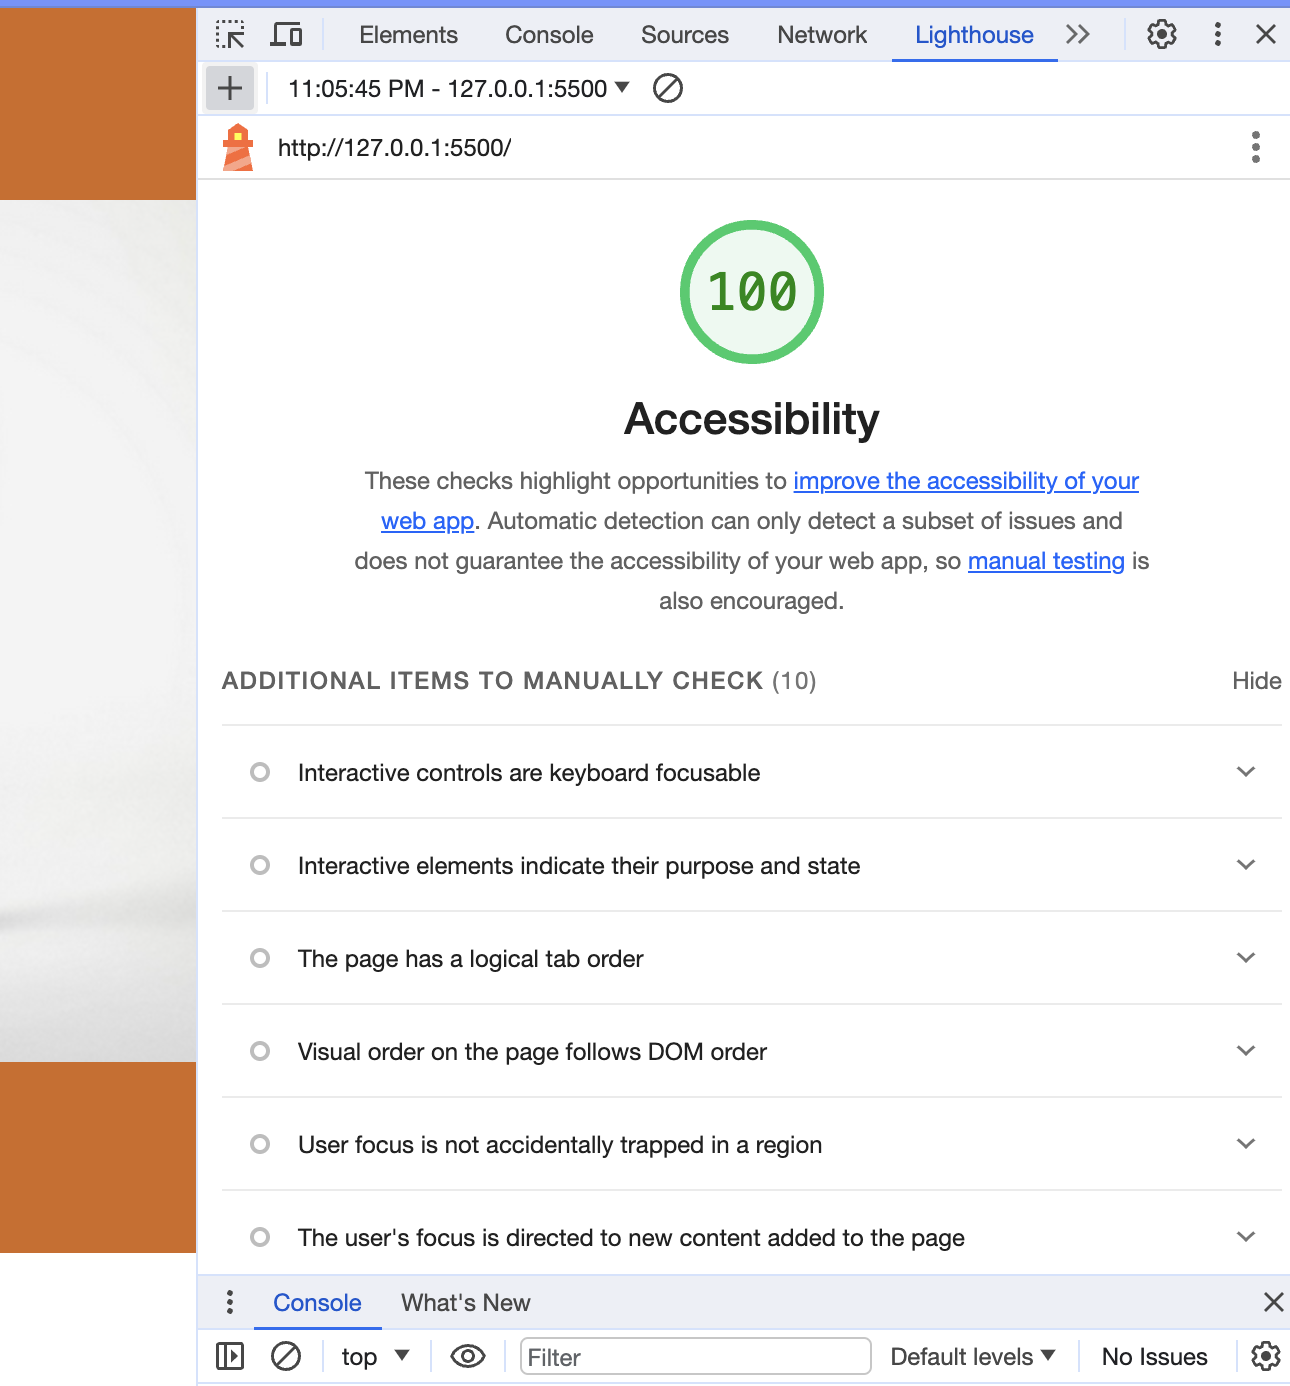 Elements Console Sources Network Lighthouse
11:05:45 PM - 127.0.0.1:5500
http://127.0.0.1:5500/
100
Accessibility
These checks highlight opportunities to improve the accessibility of your
web app. Automatic detection can only detect a subset of issues and
does not guarantee the accessibility of your web app, so manual testing is
also encouraged.
ADDITIONAL ITEMS TO MANUALLY CHECK (10) Hide
Interactive controls are keyboard focusable
Interactive elements indicate their purpose and state
The page has a logical tab order
Visual order on the page follows DOM order
User focus is not accidentally trapped in a region
The user's focus is directed to new content added to the page
Console What's New
top Filter Default levels No Issues